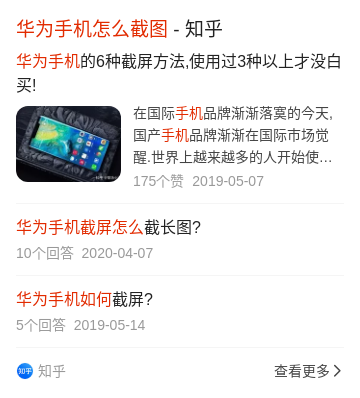 华为手机怎么截图 - 知乎
华为手机的6种截屏方法,使用过3种以上才没白
买!
在国际手机品牌渐渐落寞的今天,
国产手机品牌渐渐在国际市场觉
醒.世界上越来越多的人开始使...
175个赞 2019-05-07
华为手机截屏怎么截长图?
10个回答 2020-04-07
华为手机如何截屏?
5个回答 2019-05-14
知乎 知乎
查看更多